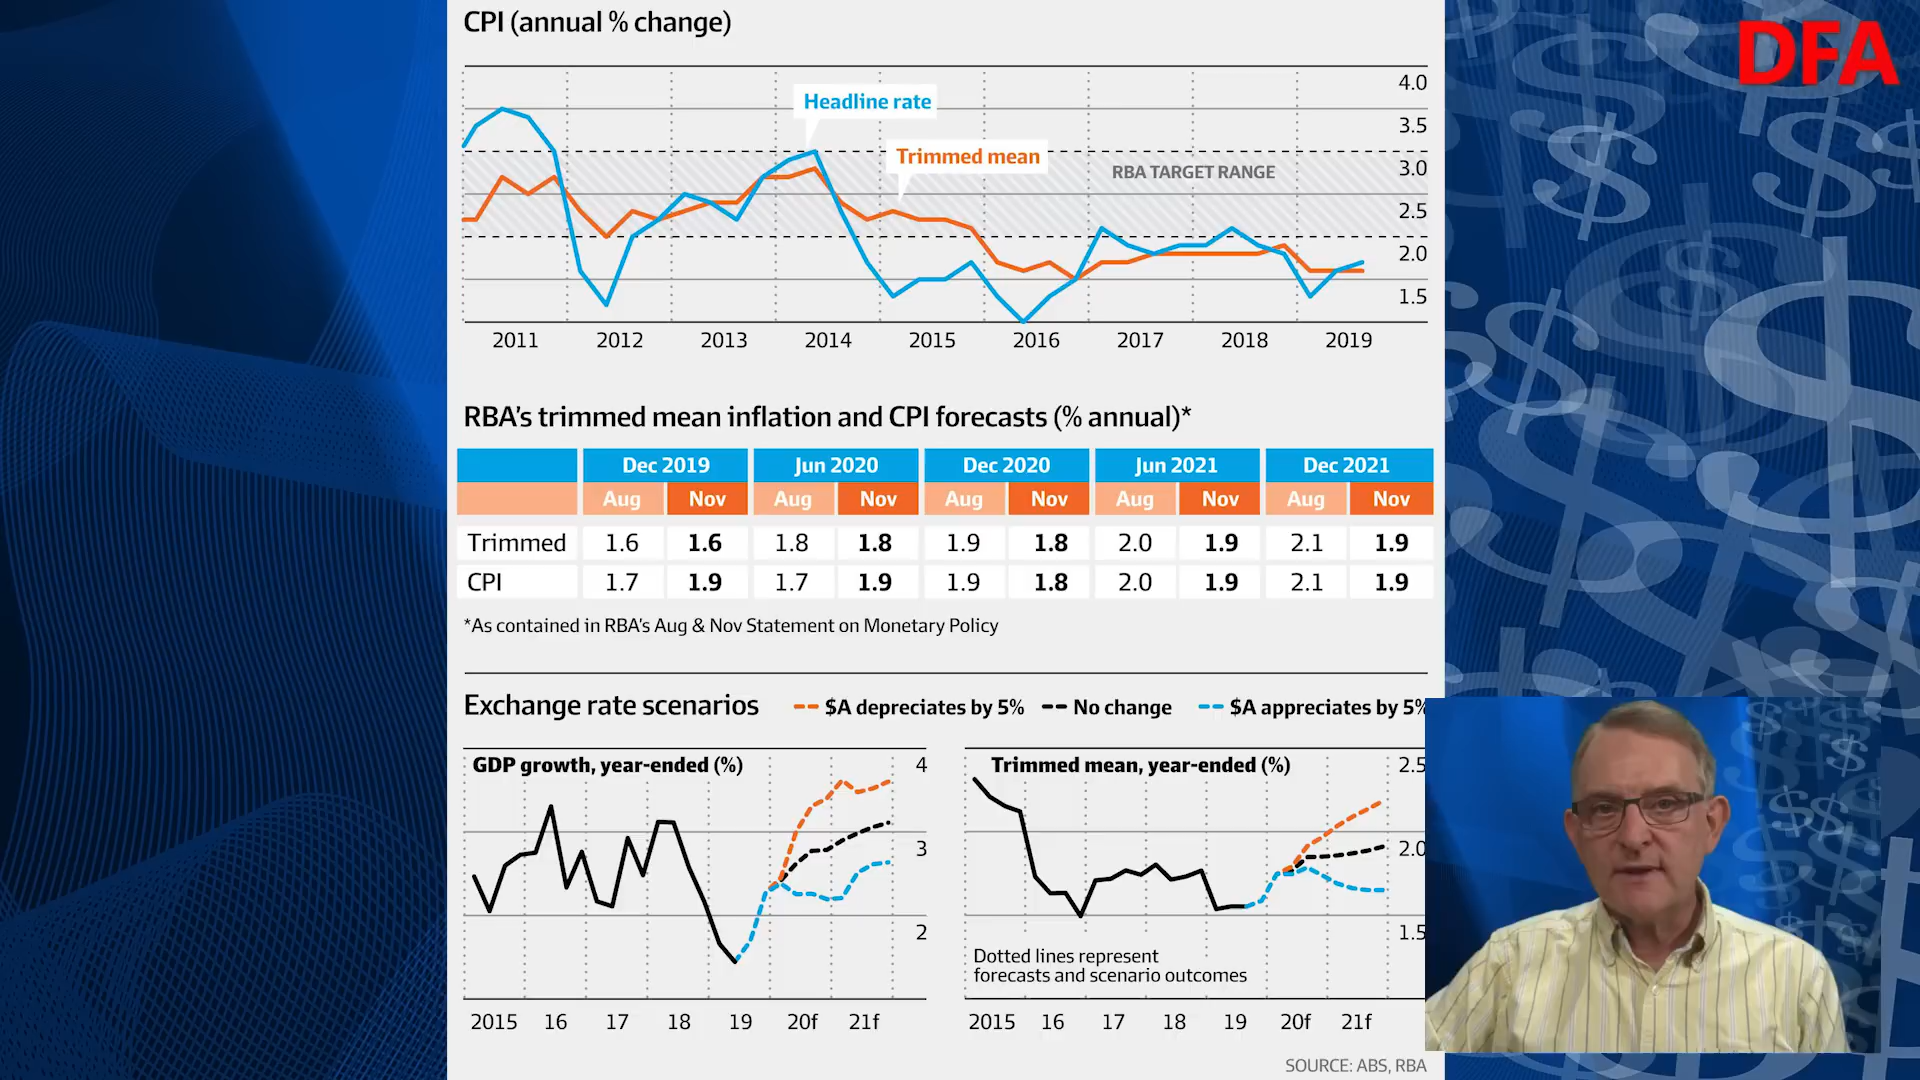 CPI (annual % change)
DFA
4.0
Headline rate
3.5
Trimmed mean
RBA TARGET RANGE
3.0
2.5
2.0
1.5
2011 2012 2013 2014 2015 2016 2017 2018 2019
RBA's trimmed mean inflation and CPI forecasts (% annual)*
Dec 2019 Jun 2020 Dec 2020 Jun 2021 Dec 2021
Aug Nov Aug Nov Aug Nov Aug Nov Aug Nov
Trimmed 1.6 1.6 1.8 1.8 1.9 1.8 2.0 1.9 2.1 1.9
CPI 1.7 1.9 1.7 1.9 1.9 1.8 2.0 1.9 2.1 1.9
*As contained in RBA's Aug & Nov Statement on Monetary Policy
Exchange rate scenarios $A depreciates by 5% No change $A appreciates by 5%
GDP growth, year-ended (%)
4
3
2
2015 16 17 18 19 20f 21f
Trimmed mean, year-ended (%)
2.5
2.0
1.5
Dotted lines represent
forecasts and scenario outcomes
2015 16 17 18 19 20f 21f
SOURCE: ABS, RBA